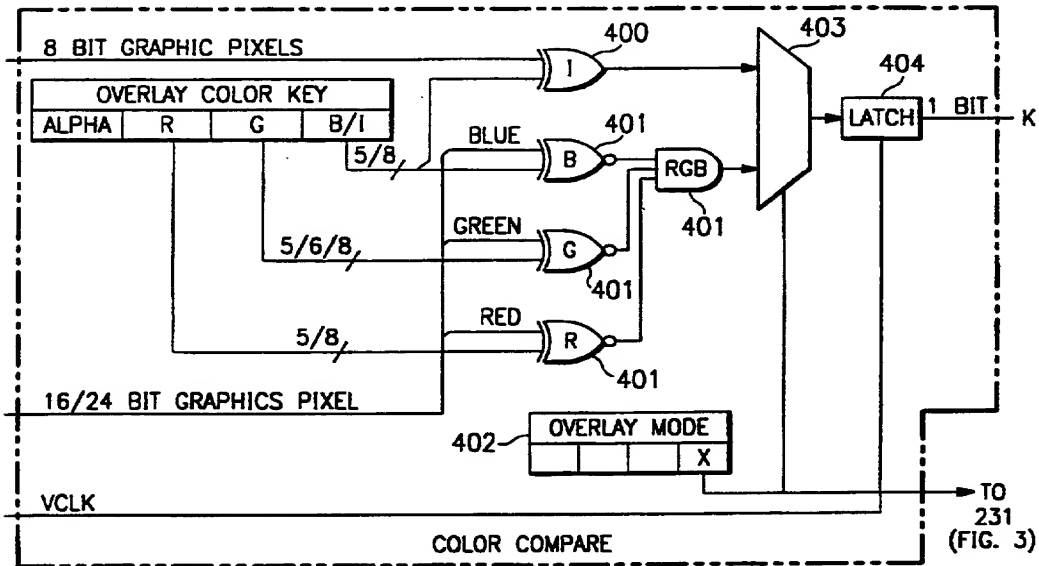 8 BIT GRAPHIC PIXELS
400
I
403
OVERLAY COLOR KEY
ALPHA R G B/I
404
LATCH
1 BIT
K
5/8
BLUE
401
B
RGB
401
GREEN
5/6/8
G
401
RED
5/8
R
401
16/24 BIT GRAPHICS PIXEL
402
OVERLAY MODE
X
VCLK
TO
231
(FIG. 3)
COLOR COMPARE